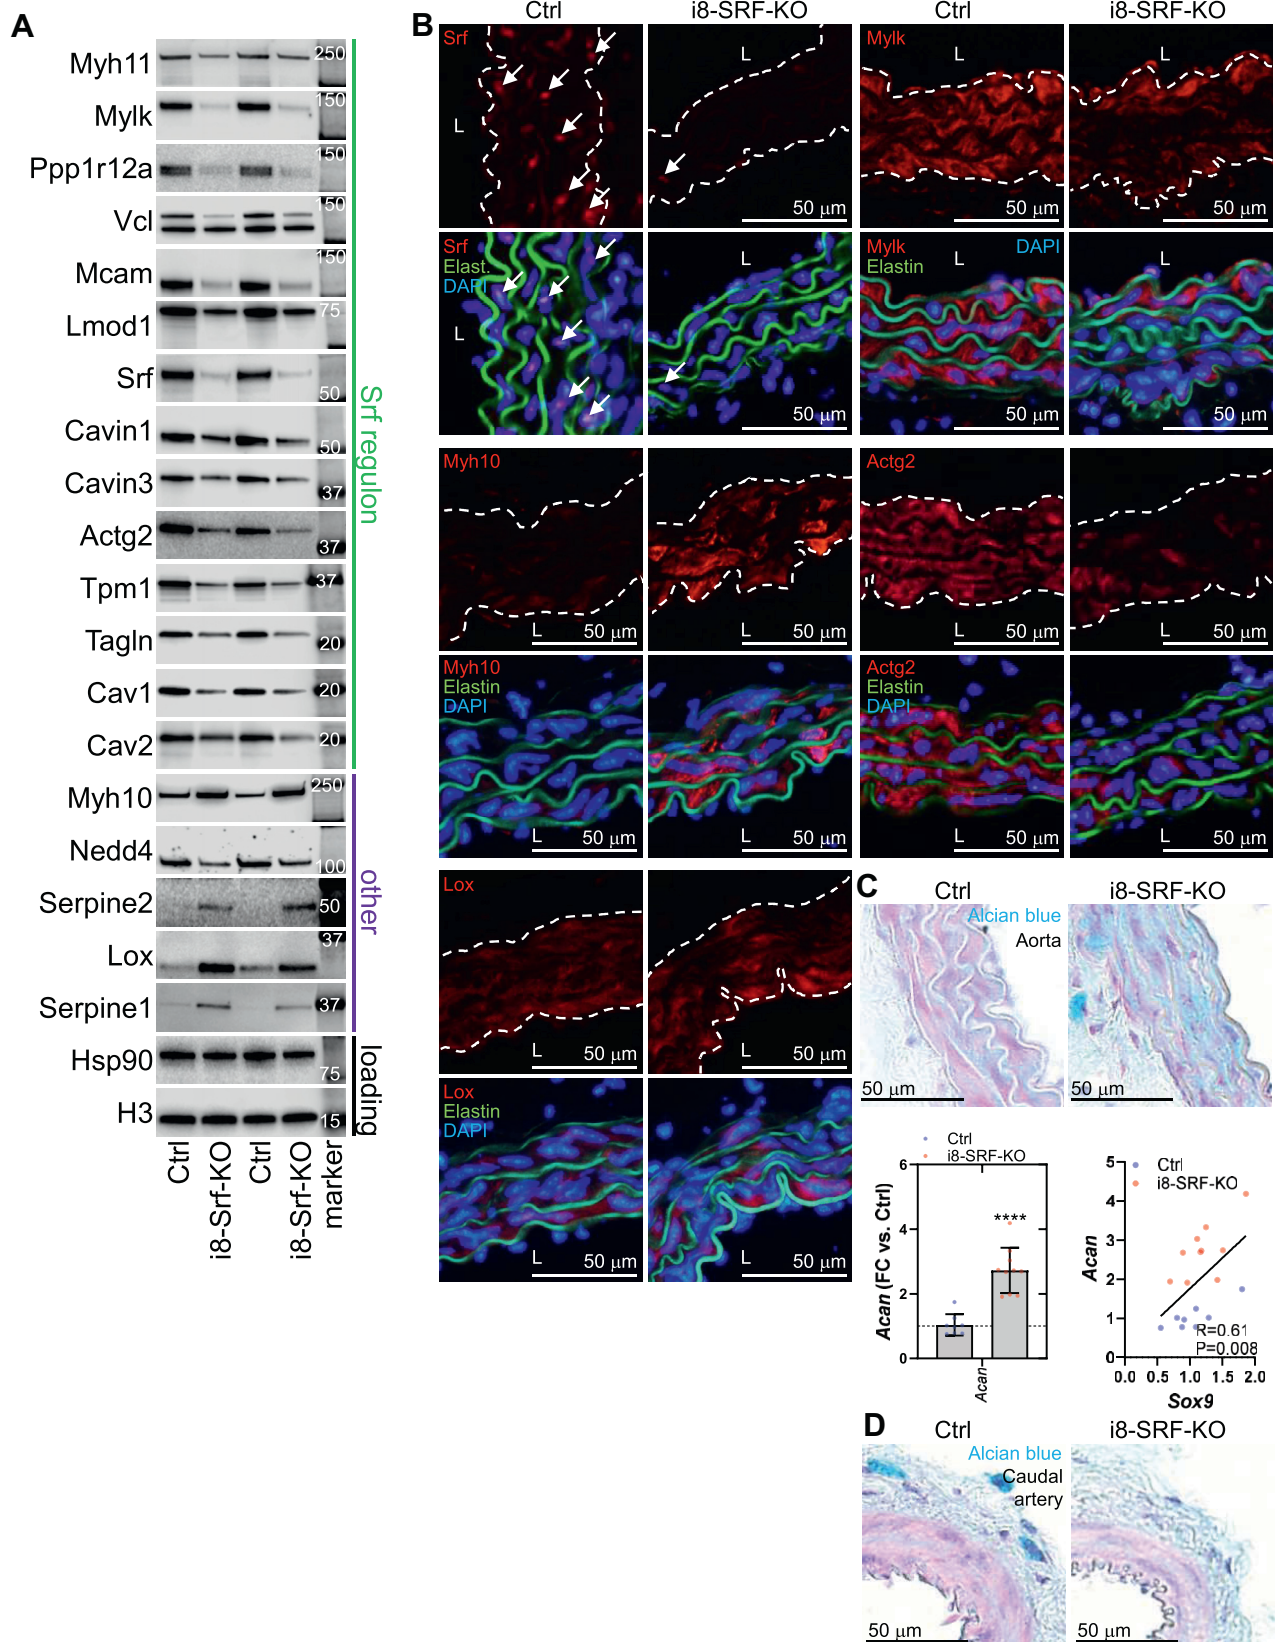 A
Myh11
250
Mylk
150
Ppp1r12a
150
Vcl
150
Mcam
150
Lmod1
75
Srf
50
Cavin1
50
Cavin3
37
Actg2
37
Tpm1
37
Tagln
20
Cav1
20
Cav2
20
Srf regulon
Myh10
250
Nedd4
100
Serpine2
50
Lox
37
Serpine1
37
other
Hsp90
75
H3
15
loading
Ctrl
i8-Srf-KO
Ctrl
i8-Srf-KO
marker
B
Ctrl
i8-SRF-KO
Ctrl
i8-SRF-KO
Srf
L
L
50 µm
Mylk
L
50 µm
L
50 µm
Srf
Elast.
DAPI
L
L
50 µm
Mylk
Elastin
L
DAPI
50 µm
L
50 µm
Myh10
L
50 µm
L
50 µm
Actg2
L
50 µm
L
50 µm
Myh10
Elastin
DAPI
L
50 µm
L
50 µm
Actg2
Elastin
DAPI
L
50 µm
L
50 µm
Lox
L
50 µm
L
50 µm
Lox
Elastin
DAPI
L
50 µm
L
50 µm
C
Ctrl
i8-SRF-KO
Alcian blue
Aorta
50 µm
50 µm
Ctrl
i8-SRF-KO
Acan (FC vs. Ctrl)
6
4
2
0
****
Acan
Ctrl
i8-SRF-KO
Acan
5
4
3
2
1
0
R=0.61
P=0.008
0.0
0.5
1.0
1.5
2.0
Sox9
D
Ctrl
i8-SRF-KO
Alcian blue
Caudal
artery
50 µm
50 µm